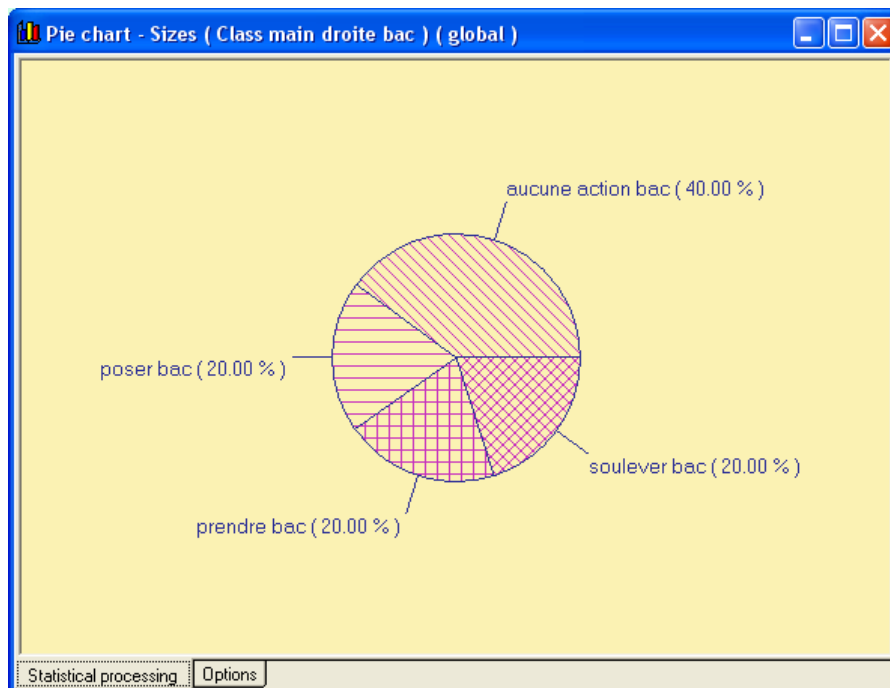 Pie chart - Sizes ( Class main droite bac ) ( global )
aucune action bac ( 40.00 % )
poser bac ( 20.00 % )
soulever bac ( 20.00 % )
prendre bac ( 20.00 % )
Statistical processing Options